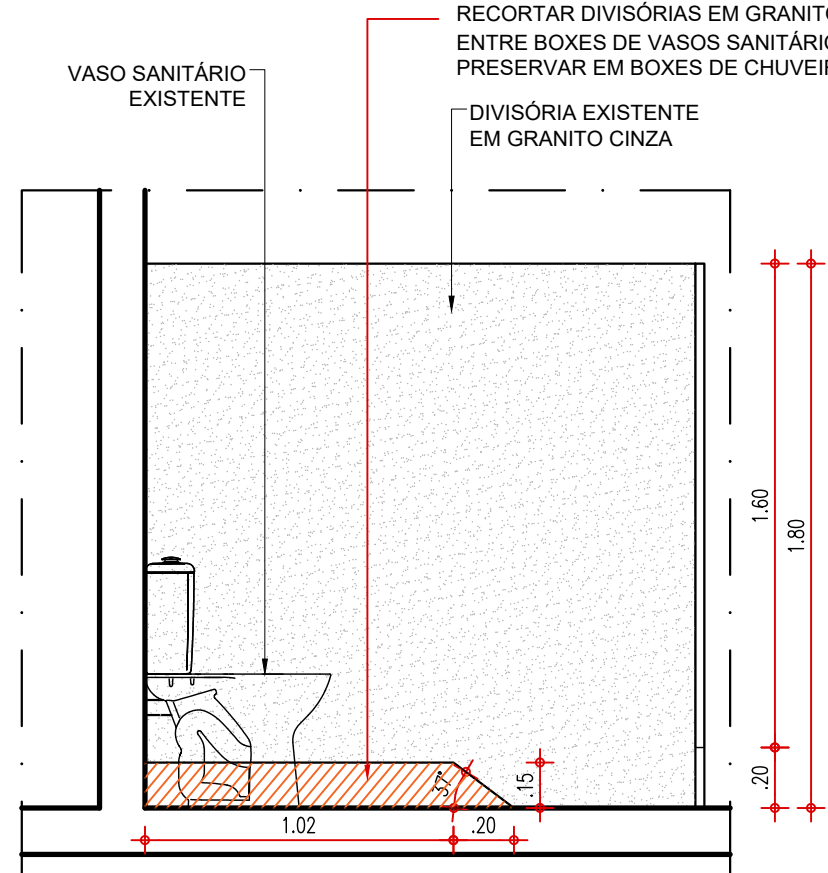 RECORTAR DIVISÓRIAS EM GRANITO
ENTRE BOXES DE VASOS SANITÁRIO
PRESERVAR EM BOXES DE CHUVEI
VASO SANITÁRIO
EXISTENTE
DIVISÓRIA EXISTENTE
EM GRANITO CINZA
1.60
1.80
.20
37°
.15
1.02
.20